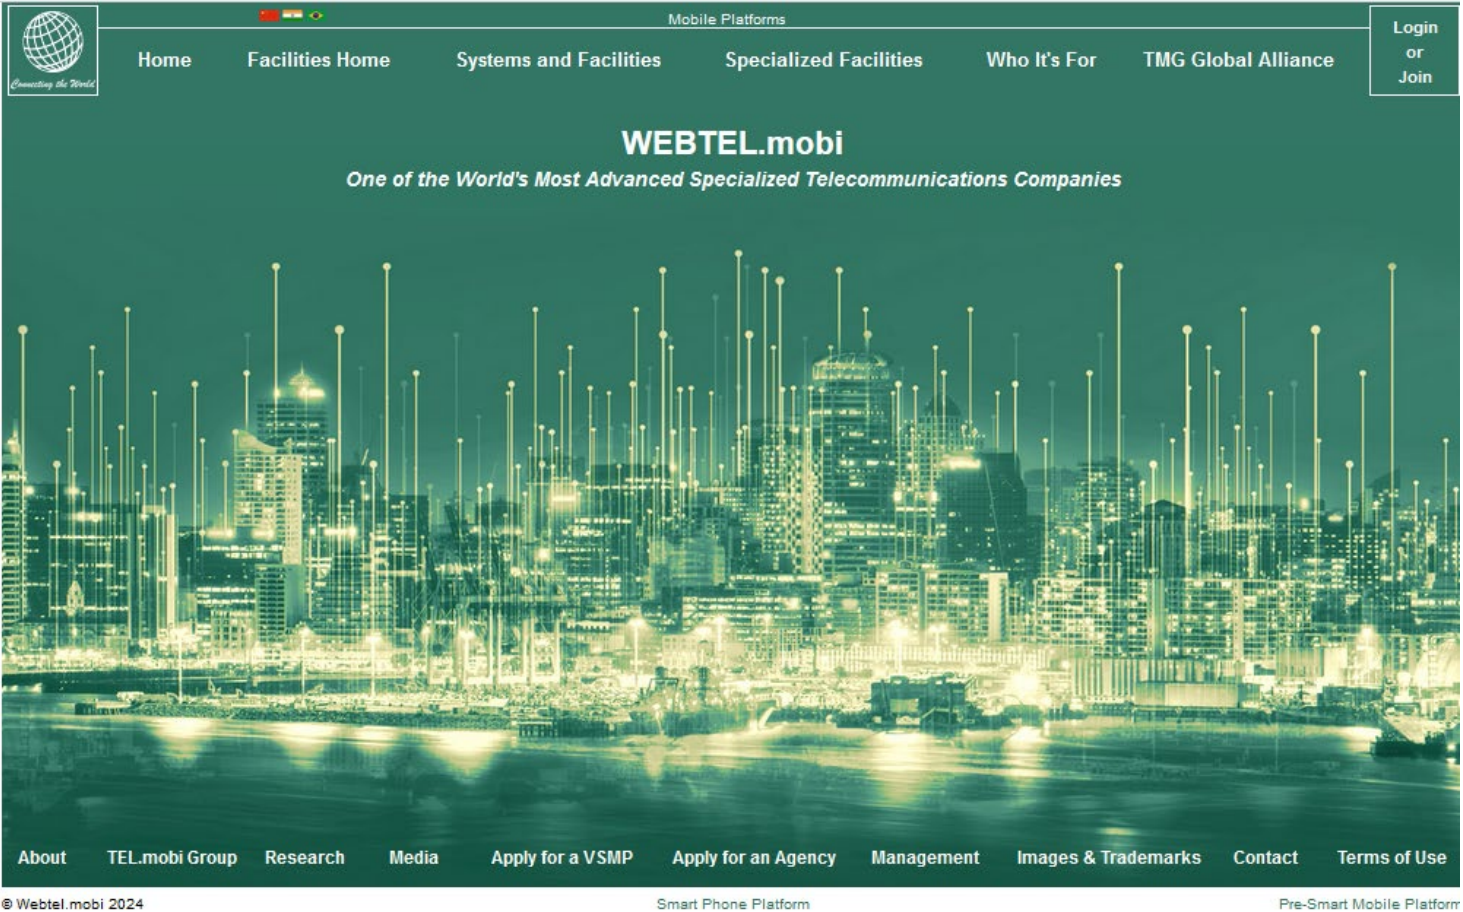 Mobile Platforms
Connecting the World
Home Facilities Home Systems and Facilities Specialized Facilities Who It's For TMG Global Alliance
Login
or
Join
WEBTEL.mobi
One of the World's Most Advanced Specialized Telecommunications Companies
About TEL.mobi Group Research Media Apply for a VSMP Apply for an Agency Management Images & Trademarks Contact Terms of Use
© Webtel.mobi 2024 Smart Phone Platform Pre-Smart Mobile Platform